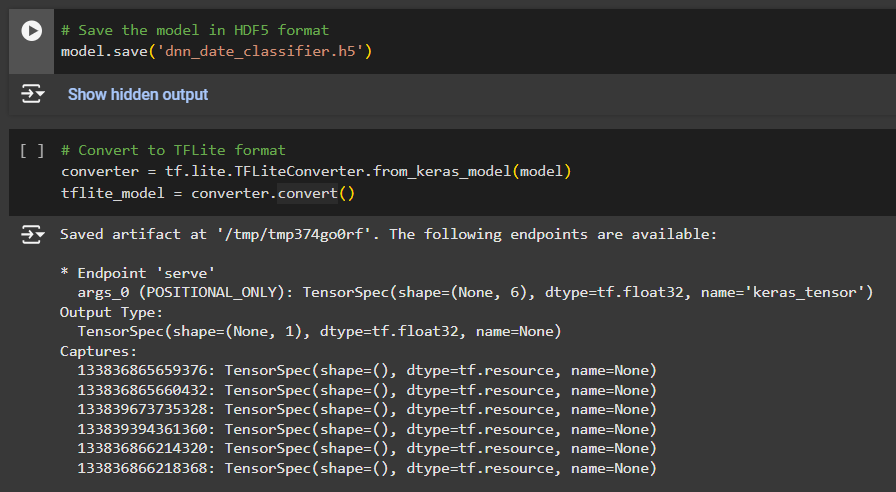 # Save the model in HDF5 format
model.save('dnn_date_classifier.h5')
Show hidden output
[ ] # Convert to TFLite format
converter = tf.lite.TFLiteConverter.from_keras_model(model)
tflite_model = converter.convert()
Saved artifact at '/tmp/tmp374go0rf'. The following endpoints are available:
* Endpoint 'serve'
args_0 (POSITIONAL_ONLY): TensorSpec(shape=(None, 6), dtype=tf.float32, name='keras_tensor')
Output Type:
TensorSpec(shape=(None, 1), dtype=tf.float32, name=None)
Captures:
133836865659376: TensorSpec(shape=(), dtype=tf.resource, name=None)
133836865660432: TensorSpec(shape=(), dtype=tf.resource, name=None)
133839673735328: TensorSpec(shape=(), dtype=tf.resource, name=None)
133839394361360: TensorSpec(shape=(), dtype=tf.resource, name=None)
133836866214320: TensorSpec(shape=(), dtype=tf.resource, name=None)
133836866218368: TensorSpec(shape=(), dtype=tf.resource, name=None)